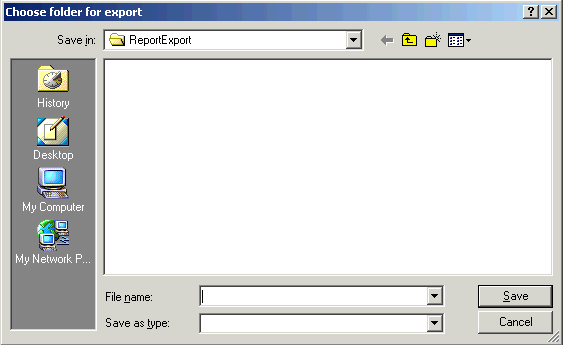 Choose folder for export
Save in: ReportExport
History
Desktop
My Computer
My Network P...
File name:
Save
Save as type:
Cancel